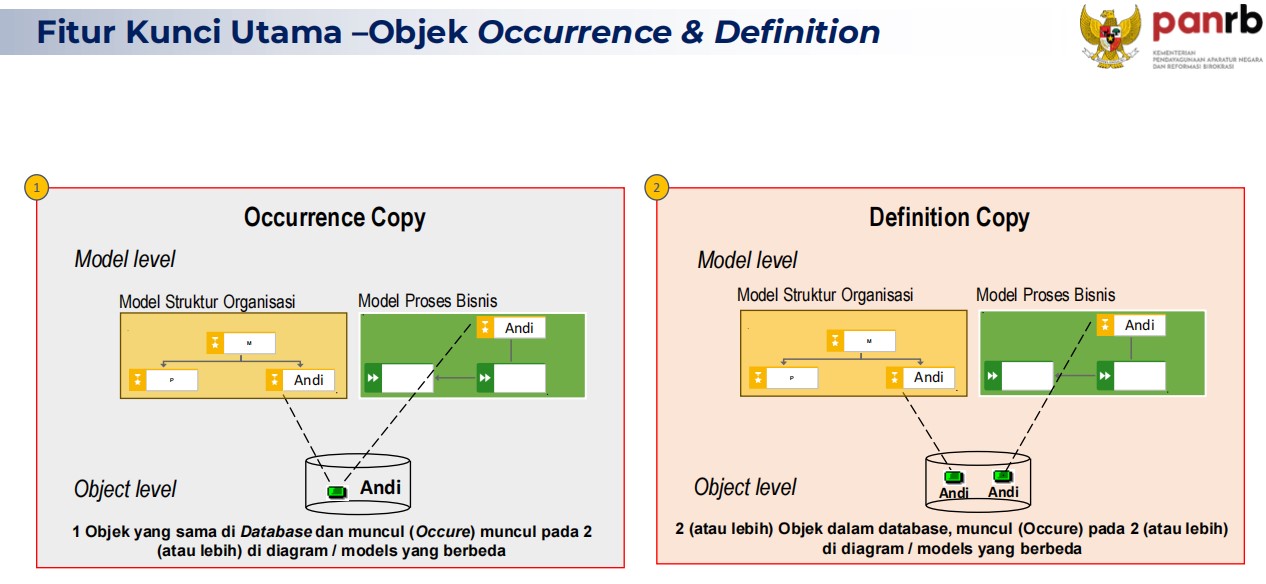 Fitur Kunci Utama –Objek Occurrence & Definition
panrb
KEMENTERIAN
PENDAYAGUNAAN APARATUR NEGARA
DAN REFORMASI BIROKRASI
1
Occurrence Copy
Model level
Model Struktur Organisasi
Model Proses Bisnis
M
P
Andi
Andi
Object level
Andi
1 Objek yang sama di Database dan muncul (Occure) muncul pada 2
(atau lebih) di diagram / models yang berbeda
2
Definition Copy
Model level
Model Struktur Organisasi
Model Proses Bisnis
M
P
Andi
Andi
Object level
Andi
Andi
2 (atau lebih) Objek dalam database, muncul (Occure) pada 2 (atau lebih)
di diagram / models yang berbeda